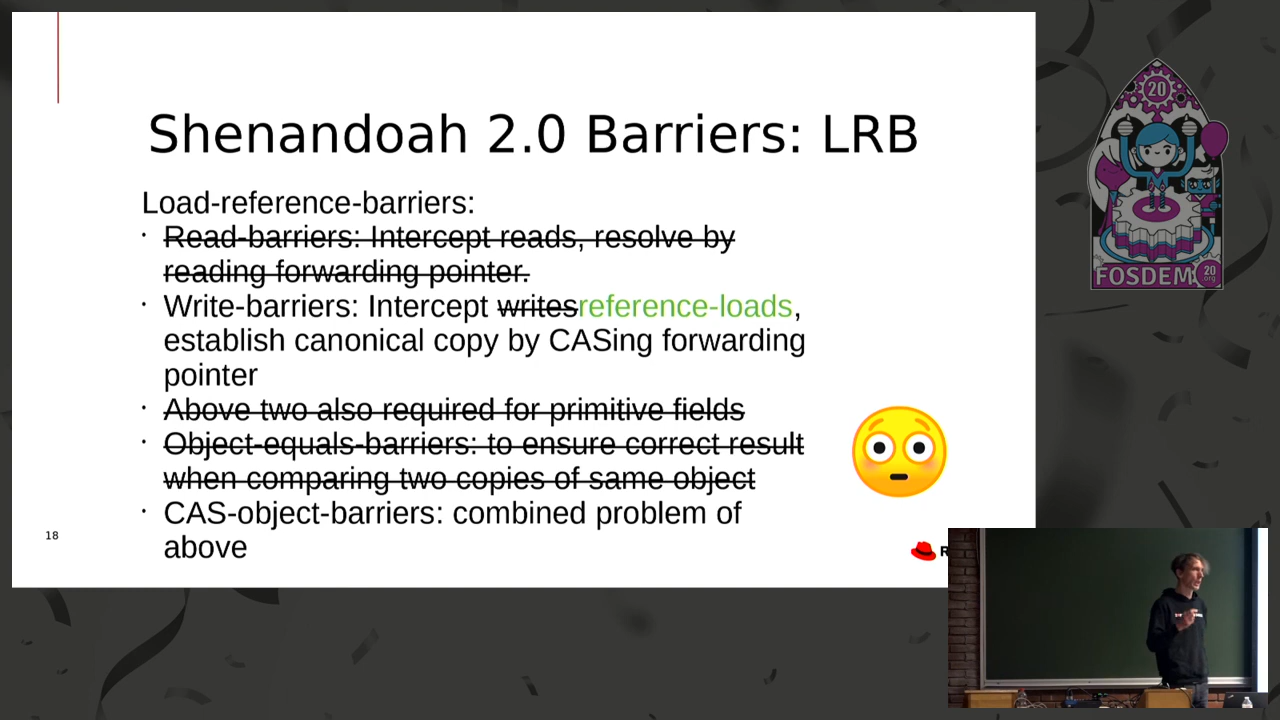 Shenandoah 2.0 Barriers: LRB
Load-reference-barriers:
· Read-barriers: Intercept reads, resolve by
reading forwarding pointer.
· Write-barriers: Intercept writesreference-loads,
establish canonical copy by CASing forwarding
pointer
· Above two also required for primitive fields
· Object-equals-barriers: to ensure correct result
when comparing two copies of same object
· CAS-object-barriers: combined problem of
above
18
20
FOSDEM
20
.org